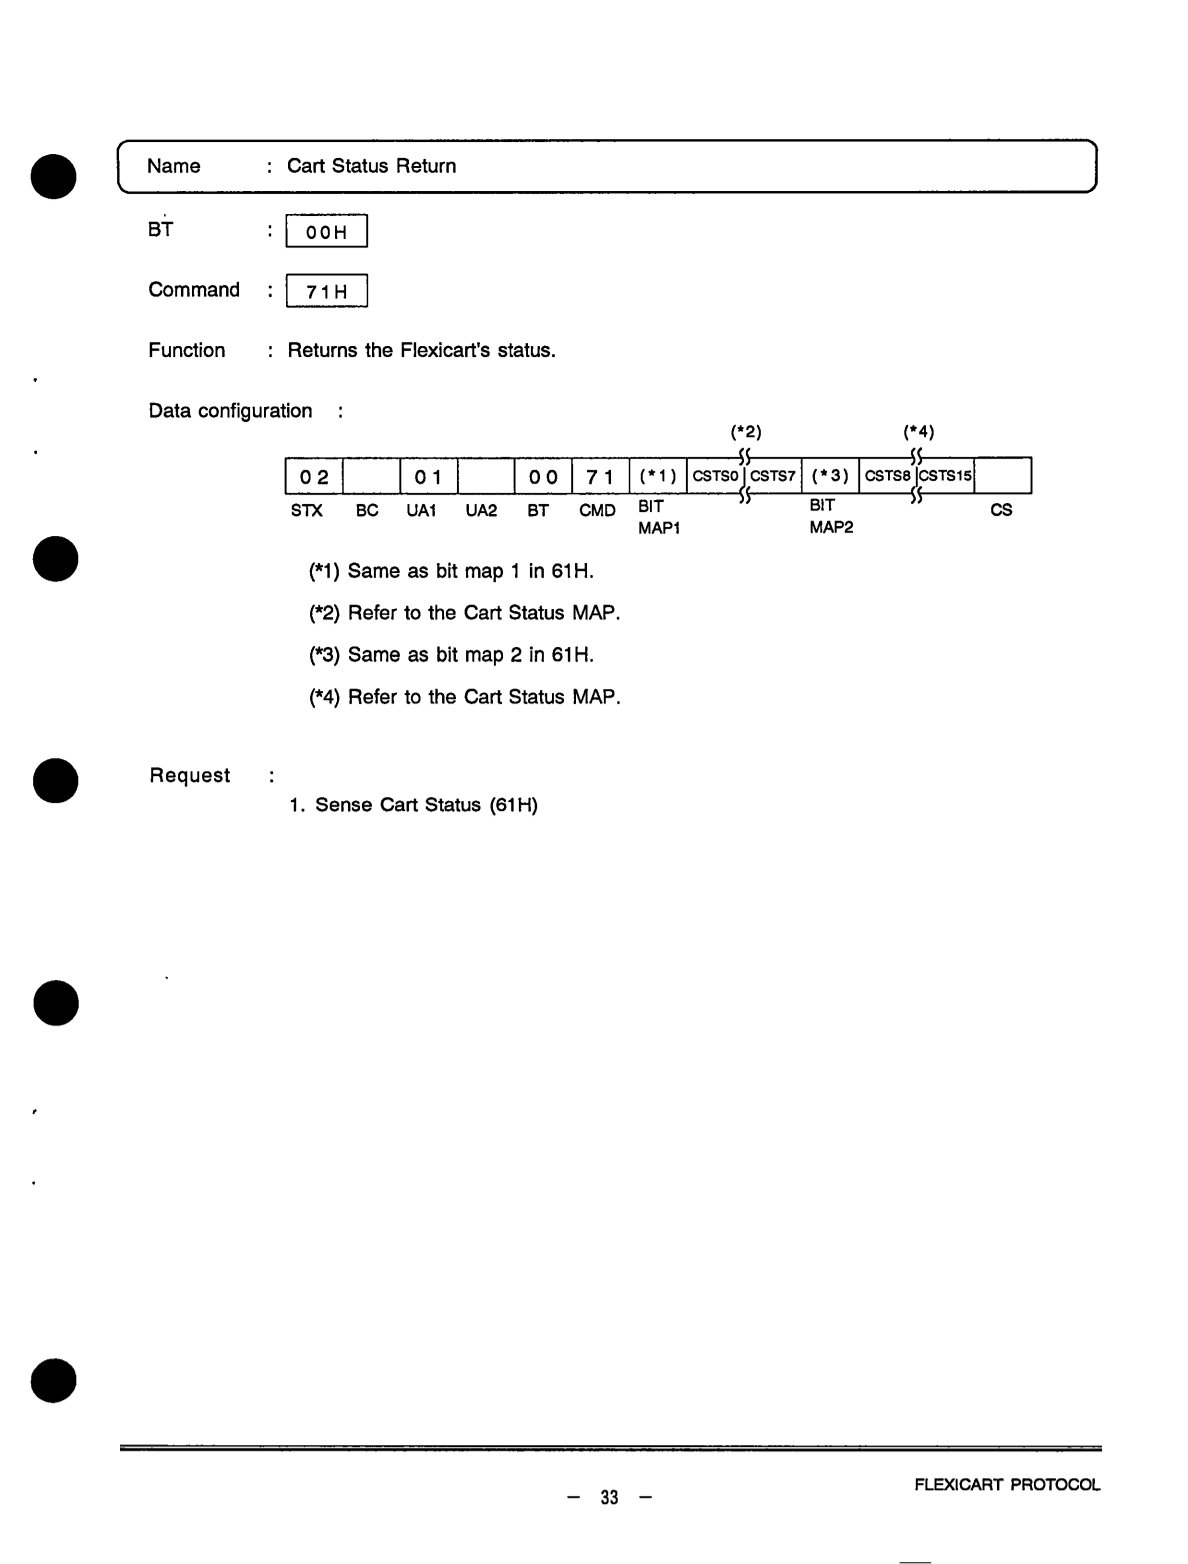 Name : Cart Status Return
BT : 00H
Command : 71H
Function : Returns the Flexicart's status.
Data configuration :
(*2) (*4)
02 01 00 71 (*1) CSTS0 CSTS7 (*3) CSTS8 CSTS15
STX BC UA1 UA2 BT CMD BIT MAP1 BIT MAP2 CS
(*1) Same as bit map 1 in 61H.
(*2) Refer to the Cart Status MAP.
(*3) Same as bit map 2 in 61H.
(*4) Refer to the Cart Status MAP.
Request :
1. Sense Cart Status (61H)
FLEXICART PROTOCOL
– 33 –